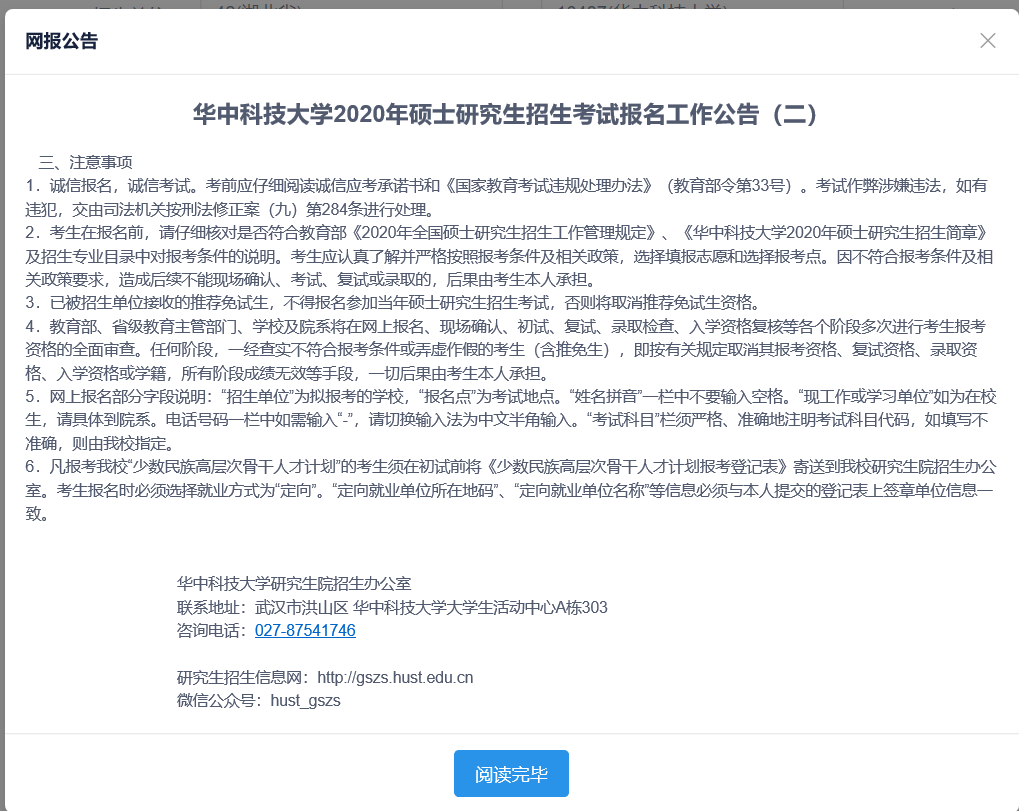 网报公告
华中科技大学2020年硕士研究生招生考试报名工作公告（二）
三、注意事项
1．诚信报名，诚信考试。考前应仔细阅读诚信应考承诺书和《国家教育考试违规处理办法》（教育部令第33号）。考试作弊涉嫌违法，如有
违犯，交由司法机关按刑法修正案（九）第284条进行处理。
2．考生在报名前，请仔细核对是否符合教育部《2020年全国硕士研究生招生工作管理规定》、《华中科技大学2020年硕士研究生招生简章》
及招生专业目录中对报考条件的说明。考生应认真了解并严格按照报考条件及相关政策，选择填报志愿和选择报考点。因不符合报考条件及相
关政策要求，造成后续不能现场确认、考试、复试或录取的，后果由考生本人承担。
3．已被招生单位接收的推荐免试生，不得报名参加当年硕士研究生招生考试，否则将取消推荐免试生资格。
4．教育部、省级教育主管部门、学校及院系将在网上报名、现场确认、初试、复试、录取检查、入学资格复核等各个阶段多次进行考生报考
资格的全面审查。任何阶段，一经查实不符合报考条件或弄虚作假的考生（含推免生），即按有关规定取消其报考资格、复试资格、录取资
格、入学资格或学籍，所有阶段成绩无效等手段，一切后果由考生本人承担。
5．网上报名部分字段说明：“招生单位”为拟报考的学校，“报名点”为考试地点。“姓名拼音”一栏中不要输入空格。“现工作或学习单位”如为在校
生，请具体到院系。电话号码一栏中如需输入“-”，请切换输入法为中文半角输入。“考试科目”栏须严格、准确地注明考试科目代码，如填写不
准确，则由我校指定。
6．凡报考我校“少数民族高层次骨干人才计划”的考生须在初试前将《少数民族高层次骨干人才计划报考登记表》寄送到我校研究生院招生办公
室。考生报名时必须选择就业方式为“定向”。“定向就业单位所在地码”、“定向就业单位名称”等信息必须与本人提交的登记表上签章单位信息一
致。
华中科技大学研究生院招生办公室
联系地址：武汉市洪山区 华中科技大学大学生活动中心A栋303
咨询电话：027-87541746
研究生招生信息网：http://gszs.hust.edu.cn
微信公众号：hust_gszs
阅读完毕